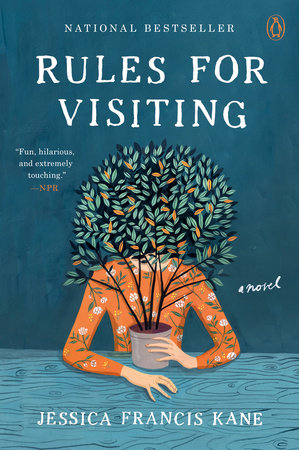 NATIONAL BESTSELLER
RULES FOR
VISITING
"Fun, hilarious,
and extremely
touching."
—NPR
a novel
JESSICA FRANCIS KANE